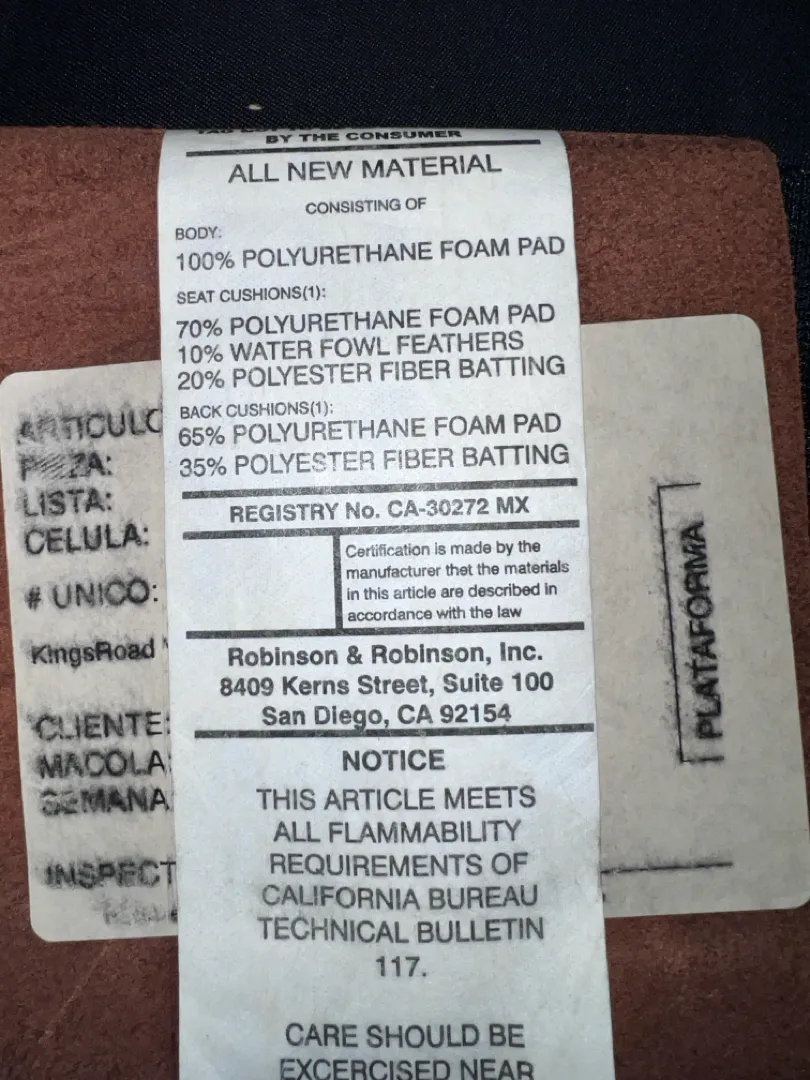 BY THE CONSUMER
ALL NEW MATERIAL
CONSISTING OF
BODY:
100% POLYURETHANE FOAM PAD
SEAT CUSHIONS(1):
70% POLYURETHANE FOAM PAD
10% WATER FOWL FEATHERS
20% POLYESTER FIBER BATTING
BACK CUSHIONS(1):
65% POLYURETHANE FOAM PAD
35% POLYESTER FIBER BATTING
REGISTRY No. CA-30272 MX
Certification is made by the
manufacturer thet the materials
in this article are described in
accordance with the law
Robinson & Robinson, Inc.
8409 Kerns Street, Suite 100
San Diego, CA 92154
NOTICE
THIS ARTICLE MEETS
ALL FLAMMABILITY
REQUIREMENTS OF
CALIFORNIA BUREAU
TECHNICAL BULLETIN
117.
CARE SHOULD BE
EXCERCISED NEAR
ARTICULO
LISTA:
CELULA:
# UNICO:
KingsRoad
CLIENTE:
MACOLA
SEMANA
INSPECT
PLATAFORMA